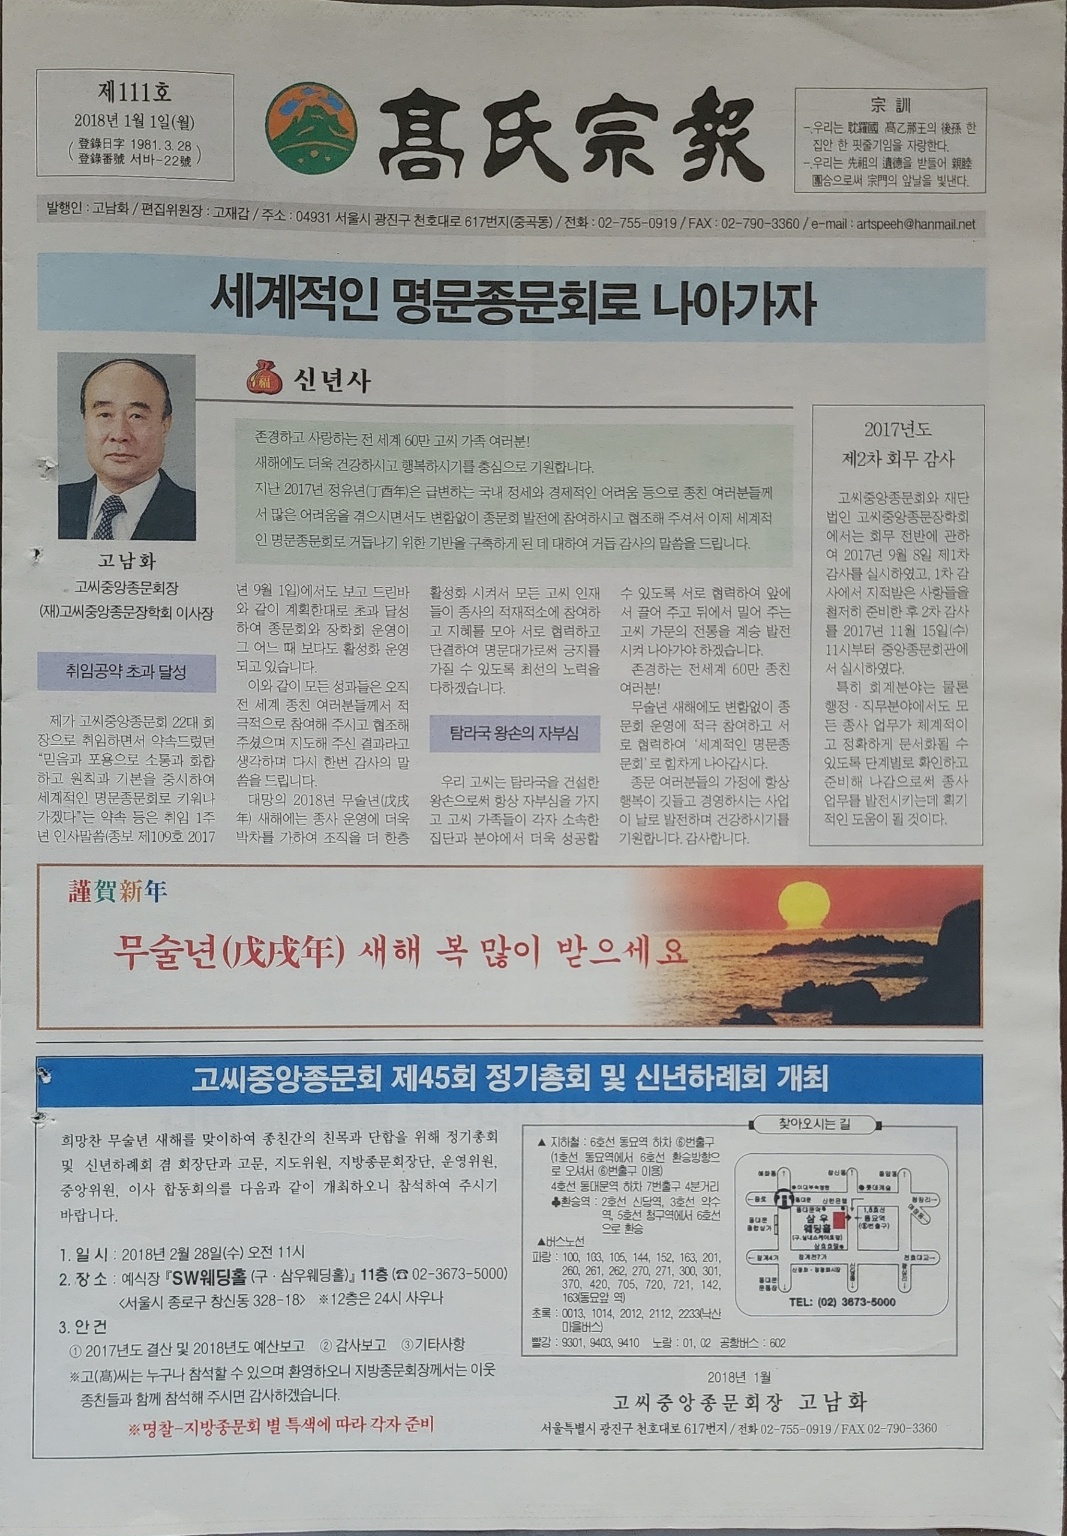 제111호
2018년 1월 1일(월)
登錄日字 1981. 3. 28
登錄番號 서바-22號
髙氏宗報
宗 訓
-.우리는 耽羅國 髙乙那王의 後孫 한
집안 한 핏줄기임을 자랑한다.
-.우리는 先祖의 遺德을 받들어 親睦
團合으로써 宗門의 앞날을 빛낸다.
발행인 : 고남화 / 편집위원장 : 고재갑 / 주소 : 04931 서울시 광진구 천호대로 617번지(중곡동) / 전화 : 02-755-0919 / FAX : 02-790-3360 / e-mail : artspeeh@hanmail.net
세계적인 명문종문회로 나아가자
福 신년사
존경하고 사랑하는 전 세계 60만 고씨 가족 여러분!
새해에도 더욱 건강하시고 행복하시기를 충심으로 기원합니다.
지난 2017년 정유년(丁酉年)은 급변하는 국내 정세와 경제적인 어려움 등으로 종친 여러분들께
서 많은 어려움을 겪으시면서도 변함없이 종문회 발전에 참여하시고 협조해 주셔서 이제 세계적
인 명문종문회로 거듭나기 위한 기반을 구축하게 된 데 대하여 거듭 감사의 말씀을 드립니다.
고남화
고씨중앙종문회장
(재)고씨중앙종문장학회 이사장
취임공약 초과 달성
제가 고씨중앙종문회 22대 회
장으로 취임하면서 약속드렸던
"믿음과 포용으로 소통과 화합
하고 원칙과 기본을 중시하여
세계적인 명문종문회로 키워나
가겠다"는 약속 등은 취임 1주
년 인사말씀(종보 제109호 2017
년 9월 1일)에서도 보고 드린바
와 같이 계획한대로 초과 달성
하여 종문회와 장학회 운영이
그 어느 때 보다도 활성화 운영
되고 있습니다.
이와 같이 모든 성과들은 오직
전 세계 종친 여러분들께서 적
극적으로 참여해 주시고 협조해
주셨으며 지도해 주신 결과라고
생각하며 다시 한번 감사의 말
씀을 드립니다.
대망의 2018년 무술년(戊戌
年) 새해에는 종사 운영에 더욱
박차를 가하여 조직을 더 한층
활성화 시켜서 모든 고씨 인재
들이 종사의 적재적소에 참여하
고 지혜를 모아 서로 협력하고
단결하여 명문대가로써 긍지를
가질 수 있도록 최선의 노력을
다하겠습니다.
탐라국 왕손의 자부심
우리 고씨는 탐라국을 건설한
왕손으로써 항상 자부심을 가지
고 고씨 가족들이 각자 소속한
집단과 분야에서 더욱 성공할
수 있도록 서로 협력하여 앞에
서 끌어 주고 뒤에서 밀어 주는
고씨 가문의 전통을 계승 발전
시켜 나아가야 하겠습니다.
존경하는 전세계 60만 종친
여러분!
무술년 새해에도 변함없이 종
문회 운영에 적극 참여하고 서
로 협력하여 '세계적인 명문종
문회'로 힘차게 나아갑시다.
종문 여러분들의 가정에 항상
행복이 깃들고 경영하시는 사업
이 날로 발전하며 건강하시기를
기원합니다. 감사합니다.
2017년도
제2차 회무 감사
고씨중앙종문회와 재단
법인 고씨중앙종문장학회
에서는 회무 전반에 관하
여 2017년 9월 8일 제1차
감사를 실시하였고, 1차 감
사에서 지적받은 사항들을
철저히 준비한 후 2차 감사
를 2017년 11월 15일(수)
11시부터 중앙종문회관에
서 실시하였다.
특히 회계분야는 물론
행정·직무분야에서도 모
든 종사 업무가 체계적이
고 정확하게 문서화될 수
있도록 단계별로 확인하고
준비해 나감으로써 종사
업무를 발전시키는데 획기
적인 도움이 될 것이다.
謹賀新年
무술년(戊戌年) 새해 복 많이 받으세요
고씨중앙종문회 제45회 정기총회 및 신년하례회 개최
희망찬 무술년 새해를 맞이하여 종친간의 친목과 단합을 위해 정기총회
및 신년하례회 겸 회장단과 고문, 지도위원, 지방종문회장단, 운영위원,
중앙위원, 이사 합동회의를 다음과 같이 개최하오니 참석하여 주시기
바랍니다.
1. 일 시 : 2018년 2월 28일(수) 오전 11시
2. 장 소 : 예식장 『SW웨딩홀 (구·삼우웨딩홀)』 11층 (☎ 02-3673-5000)
〈서울시 종로구 창신동 328-18〉 ※12층은 24시 사우나
3. 안 건
① 2017년도 결산 및 2018년도 예산보고 ② 감사보고 ③기타사항
※고(髙)씨는 누구나 참석할 수 있으며 환영하오니 지방종문회장께서는 이웃
종친들과 함께 참석해 주시면 감사하겠습니다.
※명찰-지방종문회 별 특색에 따라 각자 준비
찾아오시는 길
▲ 지하철 : 6호선 동묘역 하차 ⑥번출구
(1호선 동묘역에서 6호선 환승방향으
로 오셔서 ⑥번출구 이용)
4호선 동대문역 하차 7번출구 4분거리
♣환승역 : 2호선 신당역, 3호선 약수
역, 5호선 청구역에서 6호선
으로 환승
▲버스노선
파랑 : 100, 103, 105, 144, 152, 163, 201,
260, 261, 262, 270, 271, 300, 301,
370, 420, 705, 720, 721, 142,
163(동묘앞 역)
초록 : 0013, 1014, 2012, 2112, 2233(낙산
마을버스)
빨강 : 9301, 9403, 9410 노랑 : 01, 02 공항버스 : 602
삼우
웨딩홀
동묘역
TEL: (02) 3673-5000
2018년 1월
고씨중앙종문회장 고남화
서울특별시 광진구 천호대로 617번지 / 전화 02-755-0919 / FAX 02-790-3360